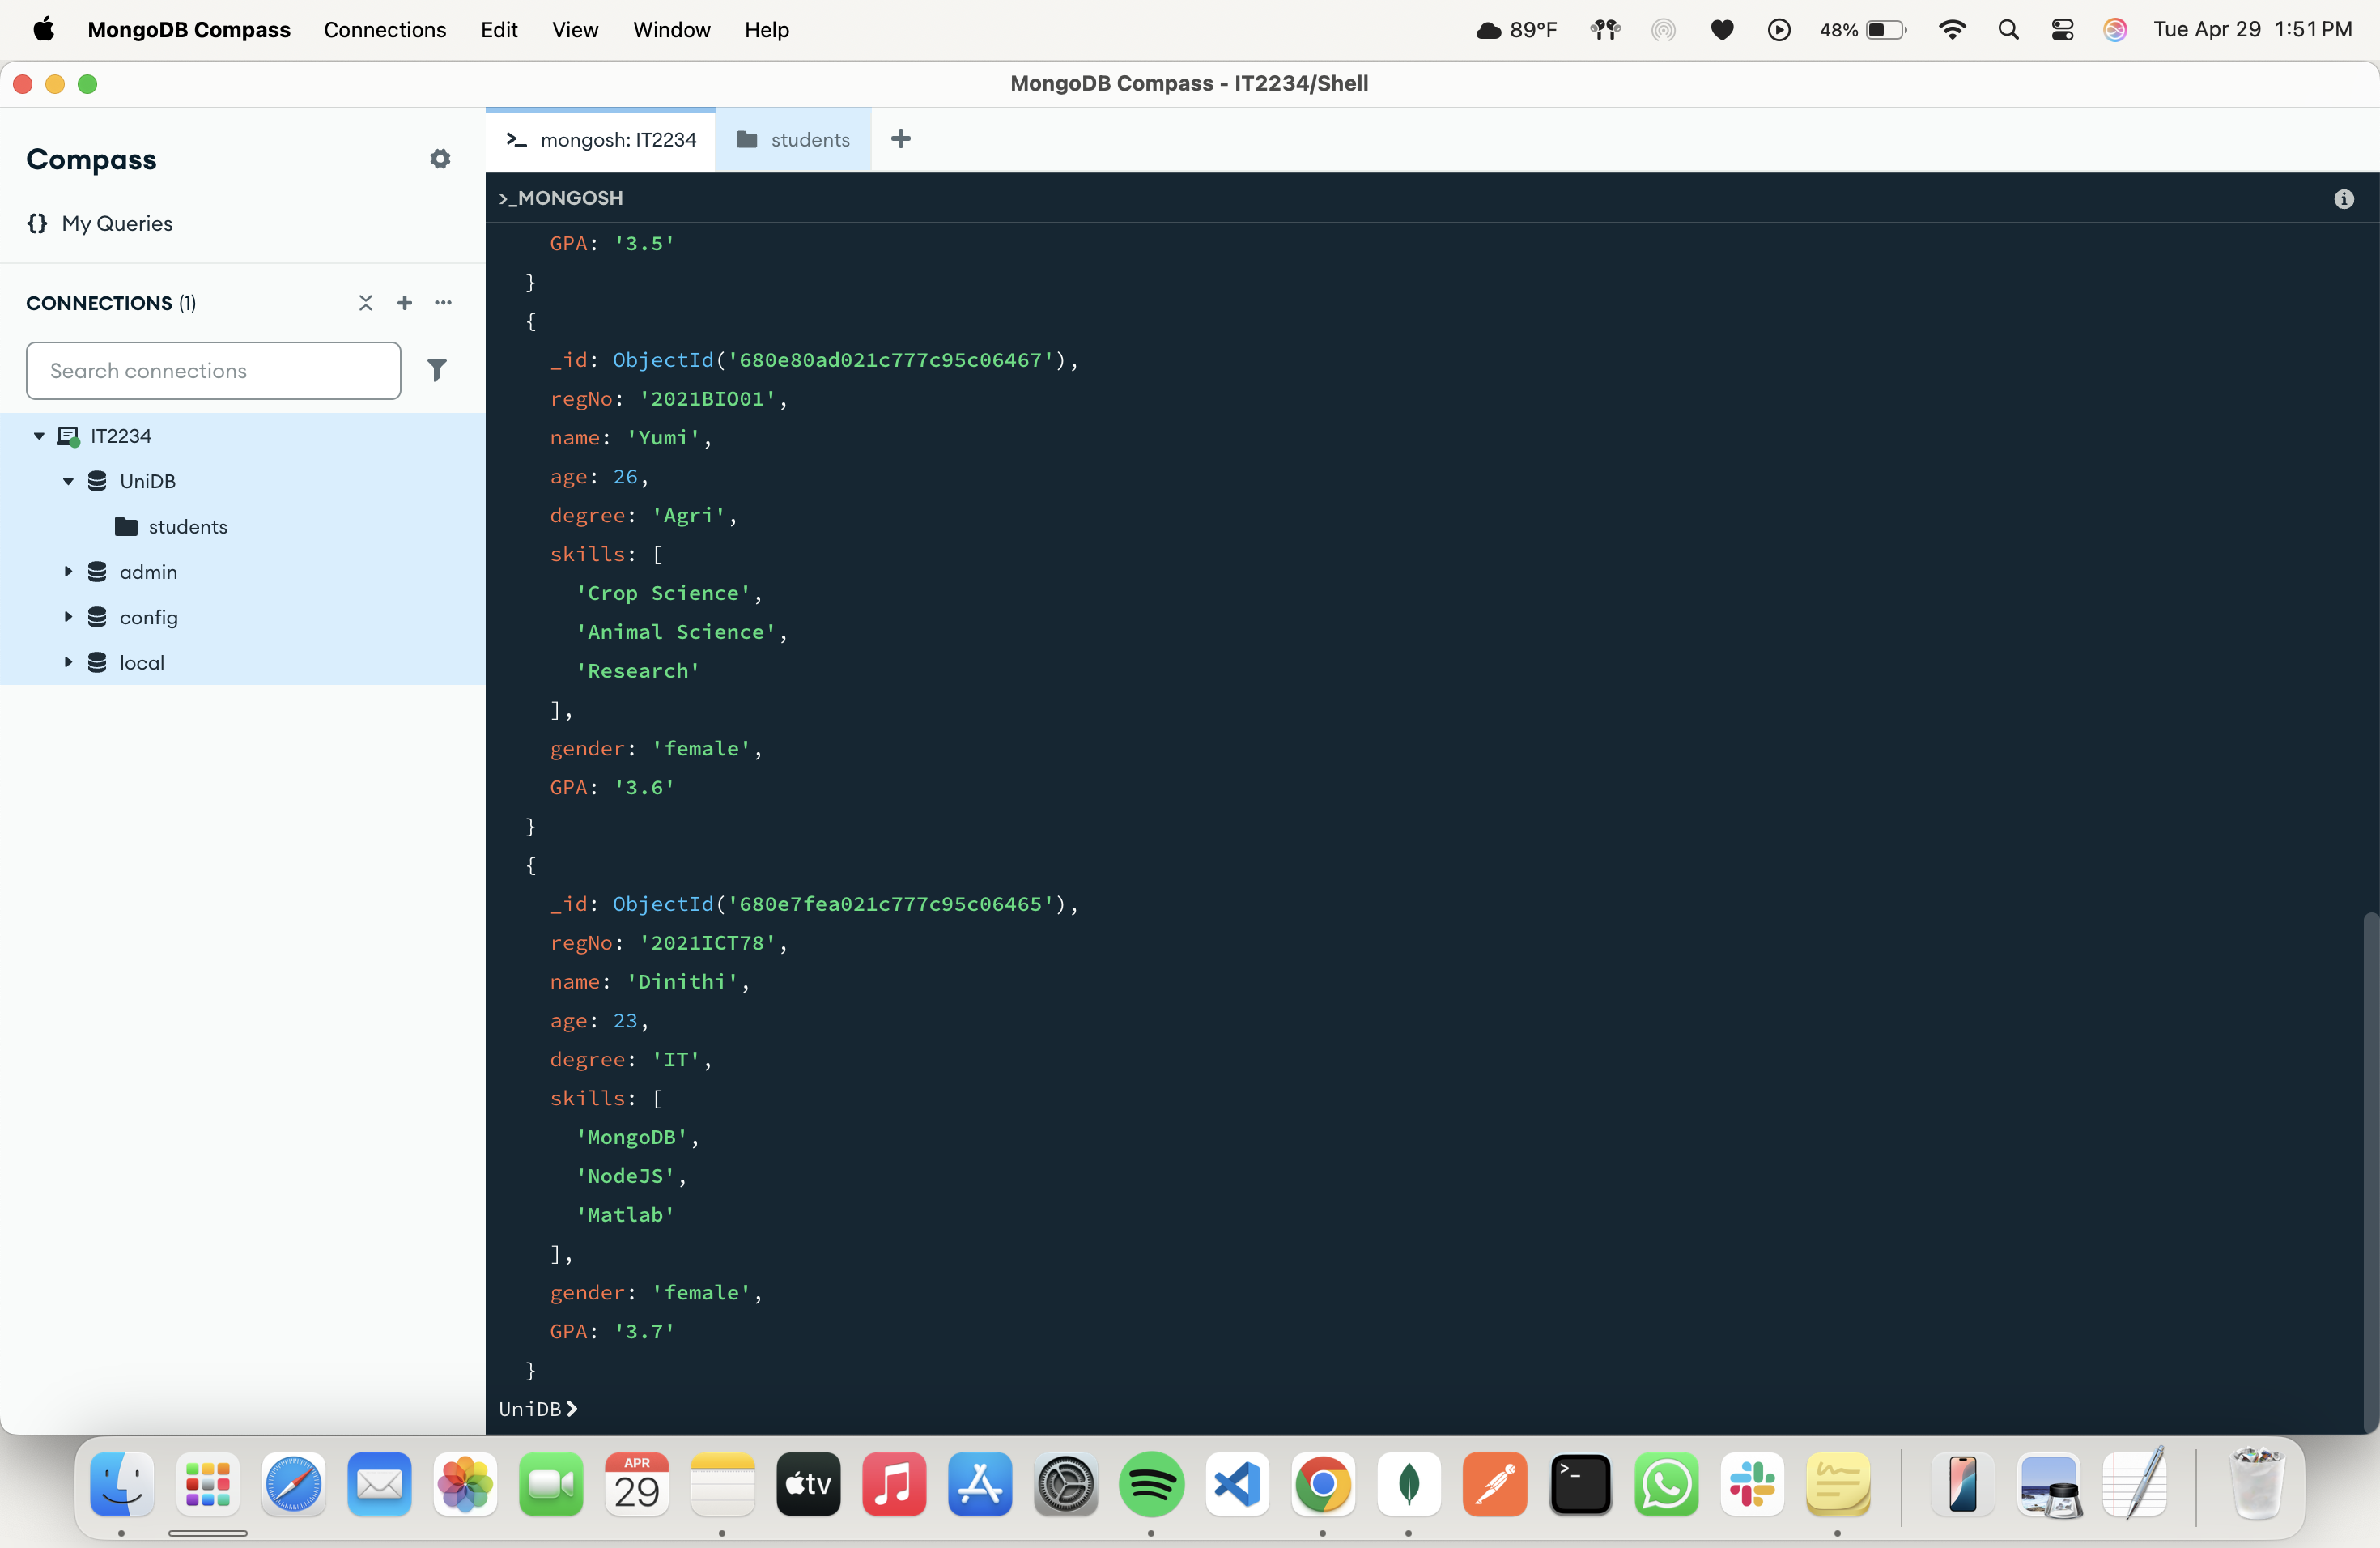 MongoDB Compass Connections Edit View Window Help 89°F 48% Tue Apr 29 1:51 PM
MongoDB Compass - IT2234/Shell
Compass
My Queries
CONNECTIONS (1)
Search connections
IT2234
UniDB
students
admin
config
local
>_ mongosh: IT2234 students +
>_MONGOSH
GPA: '3.5'
}
{
_id: ObjectId('680e80ad021c777c95c06467'),
regNo: '2021BIO01',
name: 'Yumi',
age: 26,
degree: 'Agri',
skills: [
'Crop Science',
'Animal Science',
'Research'
],
gender: 'female',
GPA: '3.6'
}
{
_id: ObjectId('680e7fea021c777c95c06465'),
regNo: '2021ICT78',
name: 'Dinithi',
age: 23,
degree: 'IT',
skills: [
'MongoDB',
'NodeJS',
'Matlab'
],
gender: 'female',
GPA: '3.7'
}
UniDB>
APR
29
tv
>_